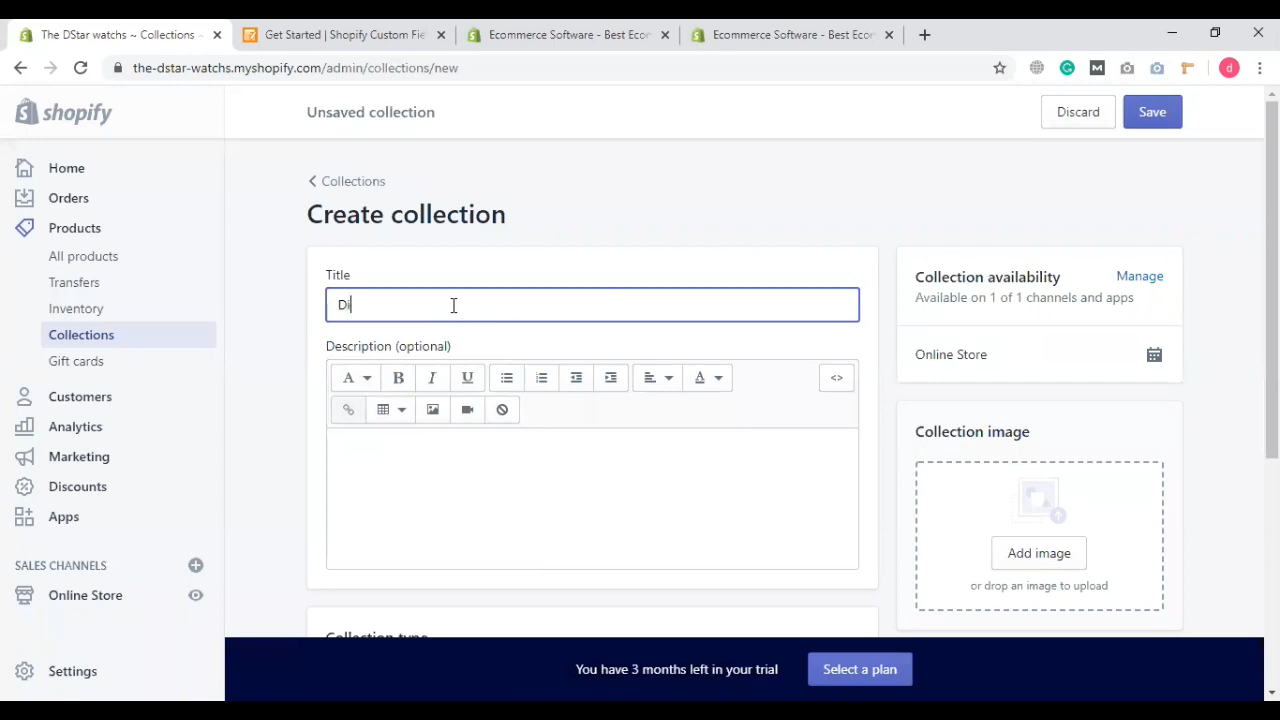 The DStar watchs ~ Collections
Get Started | Shopify Custom Fie
Ecommerce Software - Best Ecor
Ecommerce Software - Best Ecor
the-dstar-watchs.myshopify.com/admin/collections/new
M
d
shopify
Unsaved collection
Discard
Save
Home
Orders
Products
All products
Transfers
Inventory
Collections
Gift cards
Customers
Analytics
Marketing
Discounts
Apps
SALES CHANNELS
Online Store
Settings
Collections
Create collection
Title
Di
Description (optional)
A B I U A
<>
Collection type
Collection availability Manage
Available on 1 of 1 channels and apps
Online Store
Collection image
Add image
or drop an image to upload
You have 3 months left in your trial
Select a plan